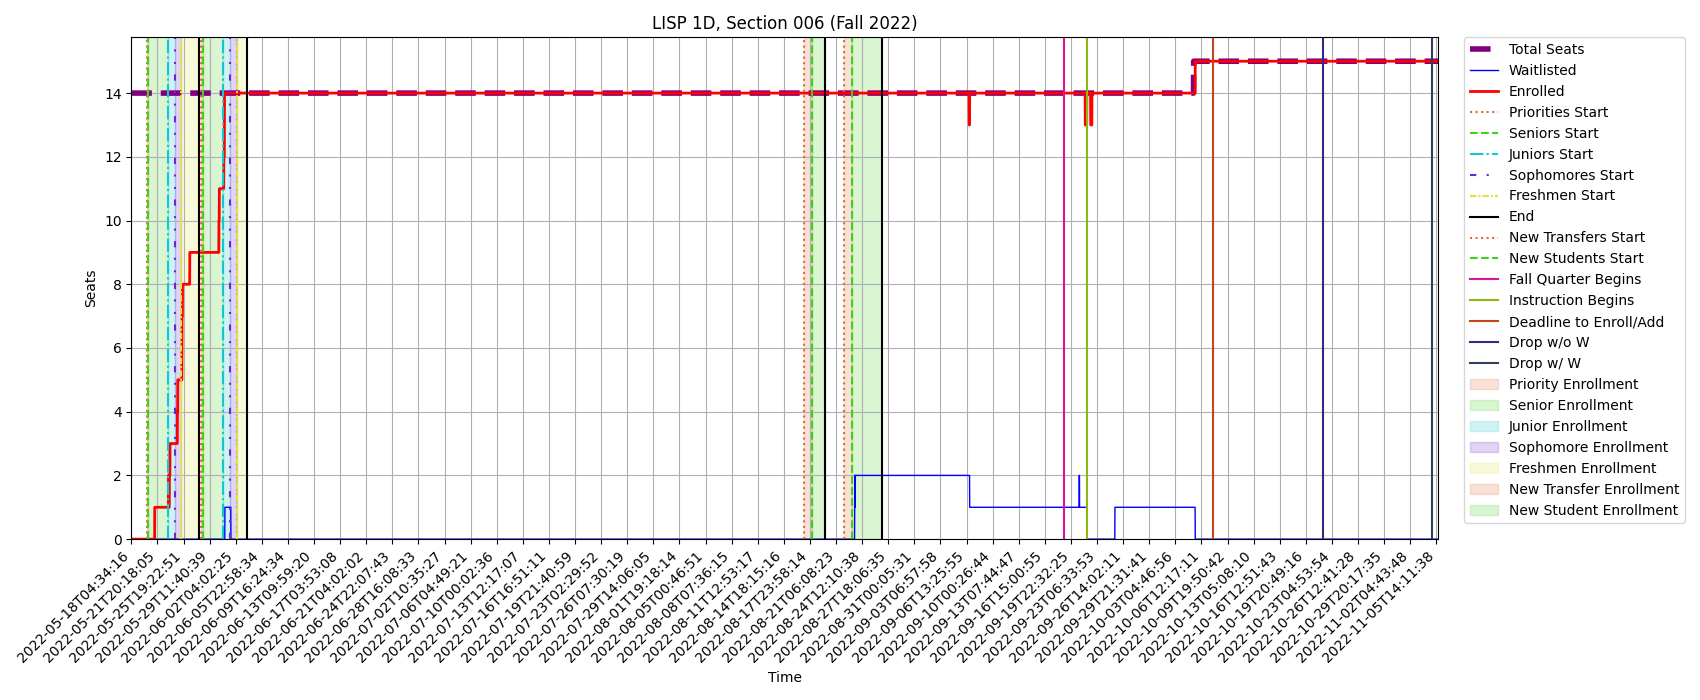 LISP 1D, Section 006 (Fall 2022)
Seats
14
12
10
8
6
4
2
0
2022-05-18T04:34:16
2022-05-21T20:18:05
2022-05-25T19:22:51
2022-05-29T11:40:39
2022-06-02T04:02:25
2022-06-05T22:58:34
2022-06-09T16:24:34
2022-06-13T09:59:20
2022-06-17T03:53:08
2022-06-21T04:02:02
2022-06-24T22:07:43
2022-06-28T16:08:33
2022-07-02T10:35:27
2022-07-06T04:49:21
2022-07-10T00:02:36
2022-07-13T12:17:07
2022-07-16T16:51:11
2022-07-19T21:40:59
2022-07-23T02:29:52
2022-07-26T07:30:19
2022-07-29T14:06:05
2022-08-01T19:18:14
2022-08-05T00:46:51
2022-08-08T07:36:15
2022-08-11T12:53:17
2022-08-14T18:15:16
2022-08-17T23:58:14
2022-08-21T06:08:23
2022-08-24T12:10:38
2022-08-27T18:06:35
2022-08-31T00:05:31
2022-09-03T06:57:58
2022-09-06T13:25:55
2022-09-10T00:26:44
2022-09-13T07:44:47
2022-09-16T15:00:55
2022-09-19T22:32:25
2022-09-23T06:33:53
2022-09-26T14:02:11
2022-09-29T21:31:41
2022-10-03T04:46:56
2022-10-06T12:17:11
2022-10-09T19:50:42
2022-10-13T05:08:10
2022-10-16T12:51:43
2022-10-19T20:49:16
2022-10-23T04:53:54
2022-10-26T12:41:28
2022-10-29T20:17:35
2022-11-02T04:43:48
2022-11-05T14:11:38
Time
Total Seats
Waitlisted
Enrolled
Priorities Start
Seniors Start
Juniors Start
Sophomores Start
Freshmen Start
End
New Transfers Start
New Students Start
Fall Quarter Begins
Instruction Begins
Deadline to Enroll/Add
Drop w/o W
Drop w/ W
Priority Enrollment
Senior Enrollment
Junior Enrollment
Sophomore Enrollment
Freshmen Enrollment
New Transfer Enrollment
New Student Enrollment